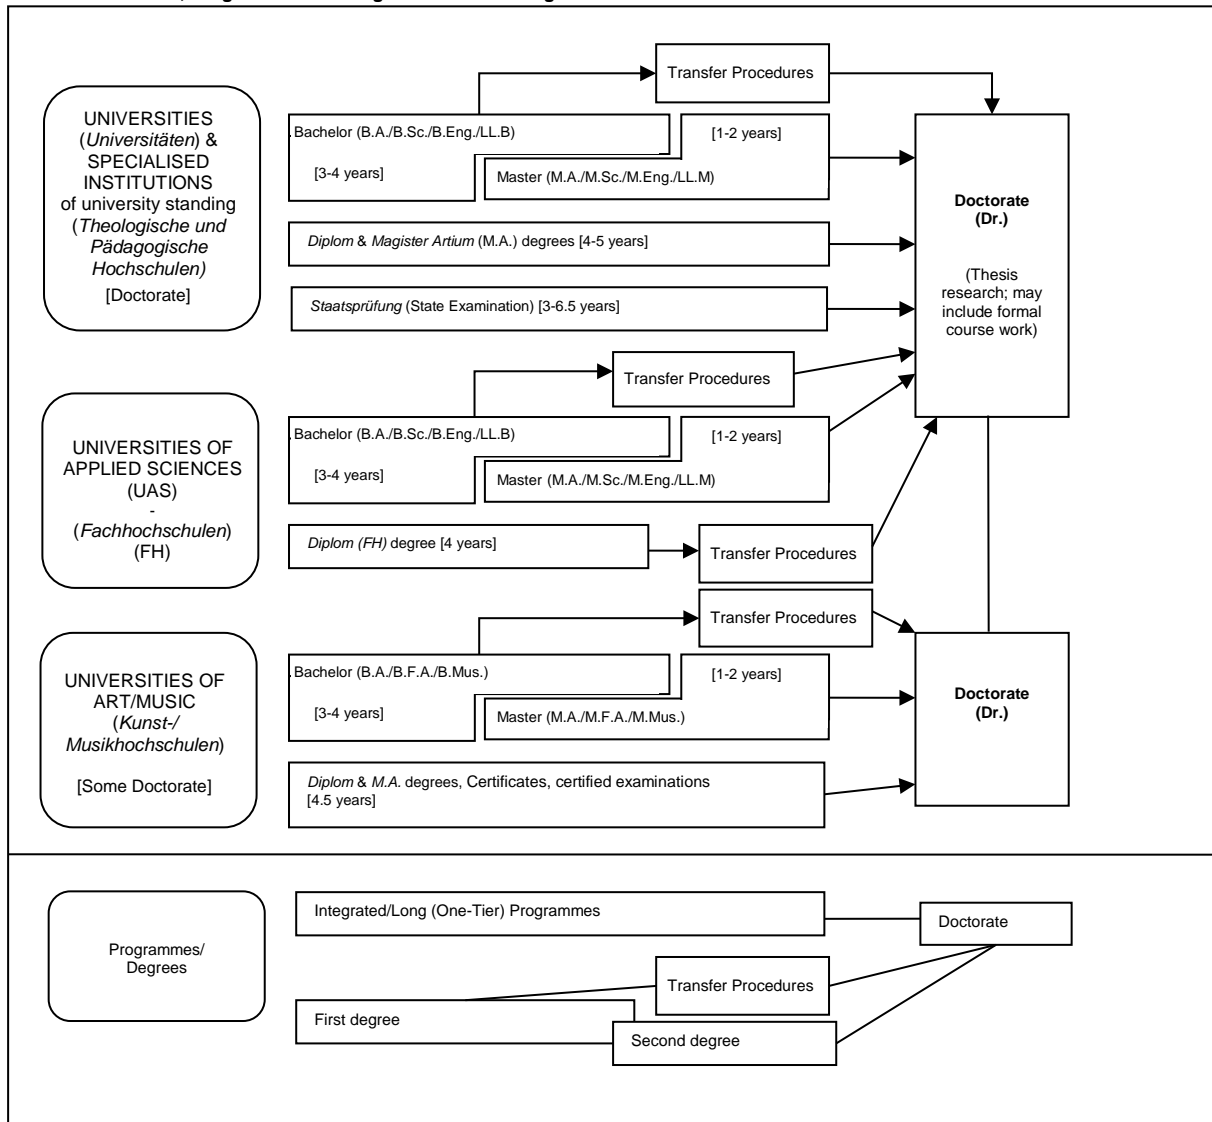 Transfer Procedures
UNIVERSITIES
(Universitäten) &
SPECIALISED
INSTITUTIONS
of university standing
(Theologische und
Pädagogische
Hochschulen)
[Doctorate]
. Bachelor (B.A./B.Sc./B.Eng./LL.B)
[3-4 years]
[1-2 years]
Master (M.A./M.Sc./M.Eng./LL.M)
Diplom & Magister Artium (M.A.) degrees [4-5 years]
Staatsprüfung (State Examination) [3-6.5 years]
Doctorate
(Dr.)
(Thesis
research; may
include formal
course work)
Transfer Procedures
UNIVERSITIES OF
APPLIED SCIENCES
(UAS)
-
(Fachhochschulen)
(FH)
. Bachelor (B.A./B.Sc./B.Eng./LL.B)
[3-4 years]
[1-2 years]
Master (M.A./M.Sc./M.Eng./LL.M)
Diplom (FH) degree [4 years]
Transfer Procedures
Transfer Procedures
UNIVERSITIES OF
ART/MUSIC
(Kunst-/
Musikhochschulen)
[Some Doctorate]
. Bachelor (B.A./B.F.A./B.Mus.)
[3-4 years]
[1-2 years]
Master (M.A./M.F.A./M.Mus.)
Diplom & M.A. degrees, Certificates, certified examinations
[4.5 years]
Doctorate
(Dr.)
Programmes/
Degrees
Integrated/Long (One-Tier) Programmes
Doctorate
Transfer Procedures
First degree
Second degree